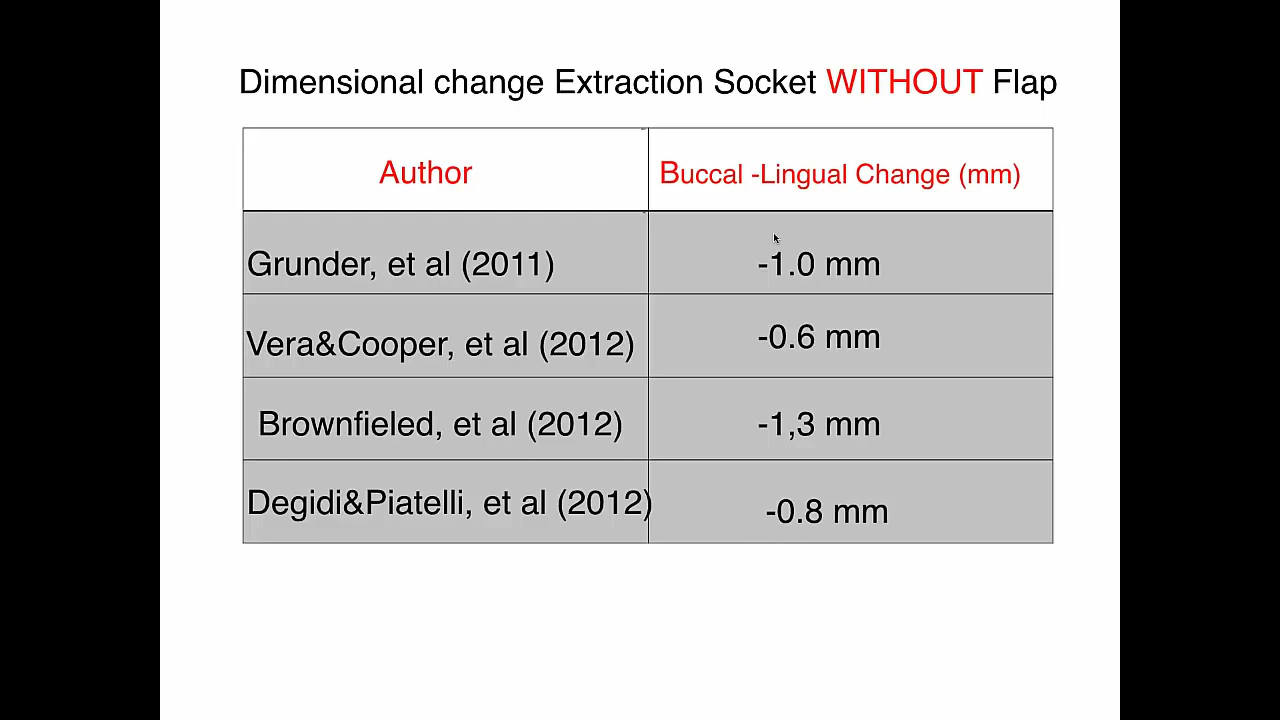 Dimensional change Extraction Socket WITHOUT Flap
Author
Buccal -Lingual Change (mm)
Grunder, et al (2011)
-1.0 mm
Vera&Cooper, et al (2012)
-0.6 mm
Brownfieled, et al (2012)
-1,3 mm
Degidi&Piatelli, et al (2012)
-0.8 mm